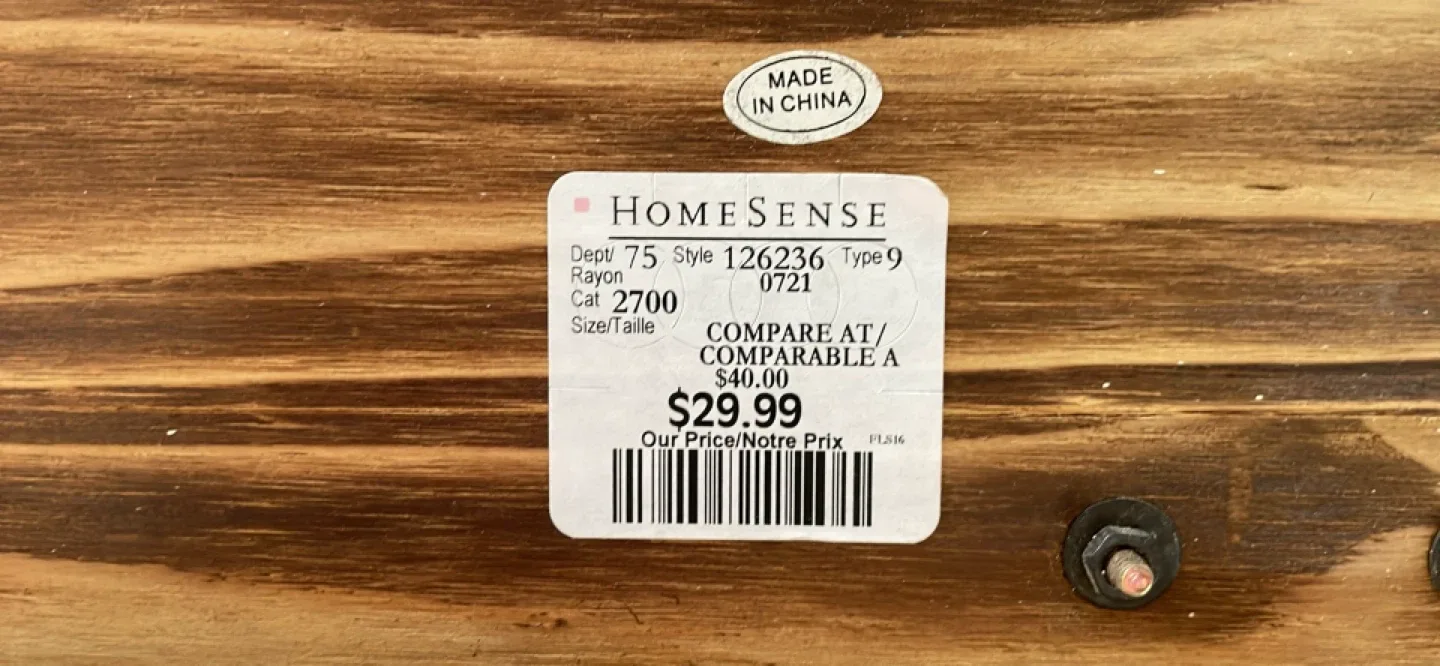 MADE
IN CHINA
HOMESENSE
Dept/ 75 Style 126236 Type 9
Rayon 0721
Cat 2700
Size/Taille
COMPARE AT/
COMPARABLE A
$40.00
$29.99
Our Price/Notre Prix FLS16